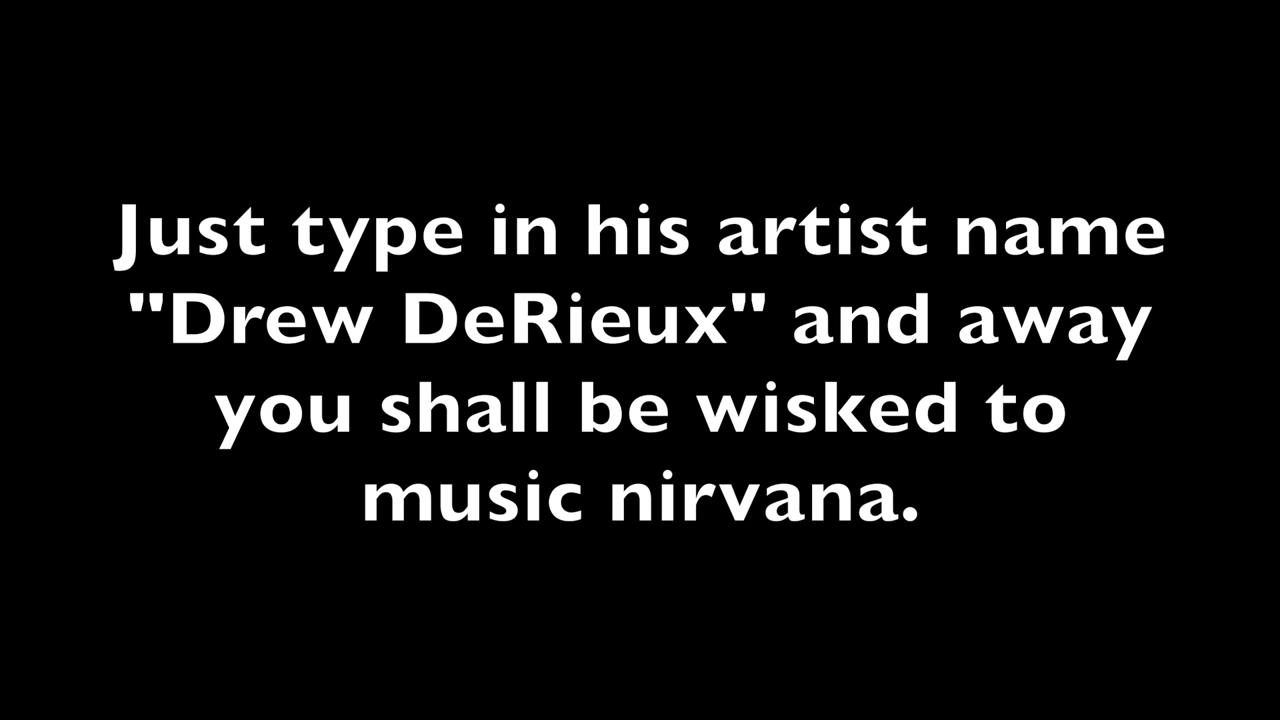 Just type in his artist name
"Drew DeRieux" and away
you shall be wisked to
music nirvana.